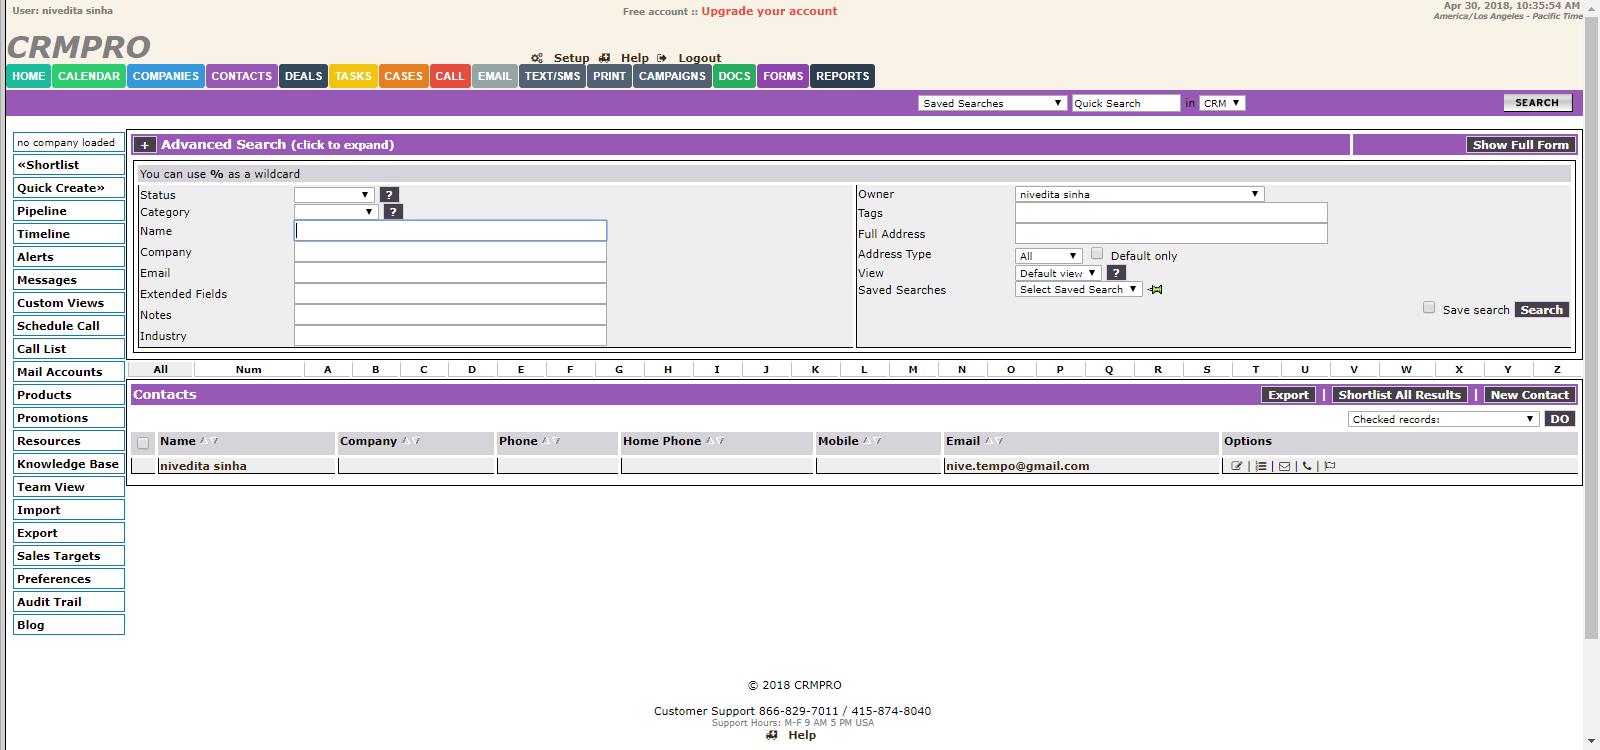 User: nivedita sinha
Free account :: Upgrade your account
Apr 30, 2018, 10:35:54 AM
America/Los Angeles - Pacific Time
CRMPRO
Setup Help Logout
HOME CALENDAR COMPANIES CONTACTS DEALS TASKS CASES CALL EMAIL TEXT/SMS PRINT CAMPAIGNS DOCS FORMS REPORTS
Saved Searches Quick Search in CRM SEARCH
no company loaded
«Shortlist
Quick Create»
Pipeline
Timeline
Alerts
Messages
Custom Views
Schedule Call
Call List
Mail Accounts
Products
Promotions
Resources
Knowledge Base
Team View
Import
Export
Sales Targets
Preferences
Audit Trail
Blog
+ Advanced Search (click to expand) Show Full Form
You can use % as a wildcard
Status ?
Category ?
Name
Company
Email
Extended Fields
Notes
Industry
Owner nivedita sinha
Tags
Full Address
Address Type All Default only
View Default view ?
Saved Searches Select Saved Search
Save search Search
All Num A B C D E F G H I J K L M N O P Q R S T U V W X Y Z
Contacts Export | Shortlist All Results | New Contact
Checked records: DO
Name Company Phone Home Phone Mobile Email Options
nivedita sinha nive.tempo@gmail.com | | | |
© 2018 CRMPRO
Customer Support 866-829-7011 / 415-874-8040
Support Hours: M-F 9 AM 5 PM USA
Help